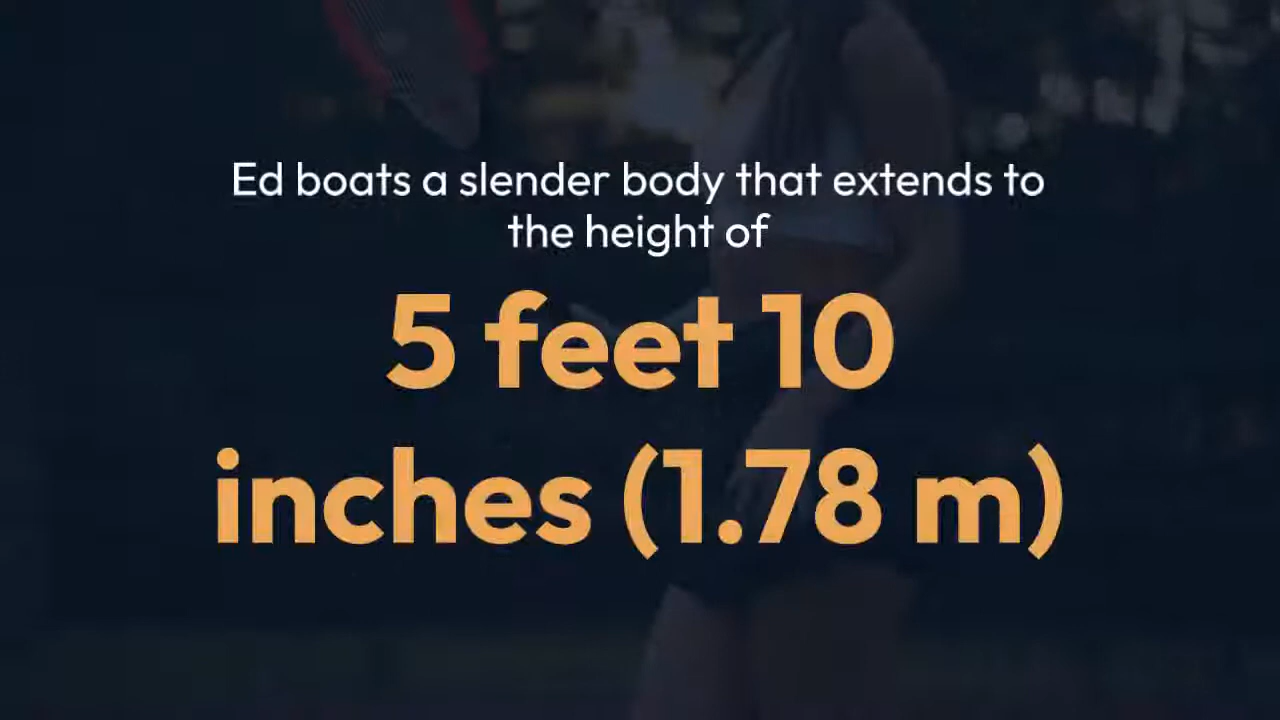 Ed boats a slender body that extends to
the height of
5 feet 10
inches (1.78 m)